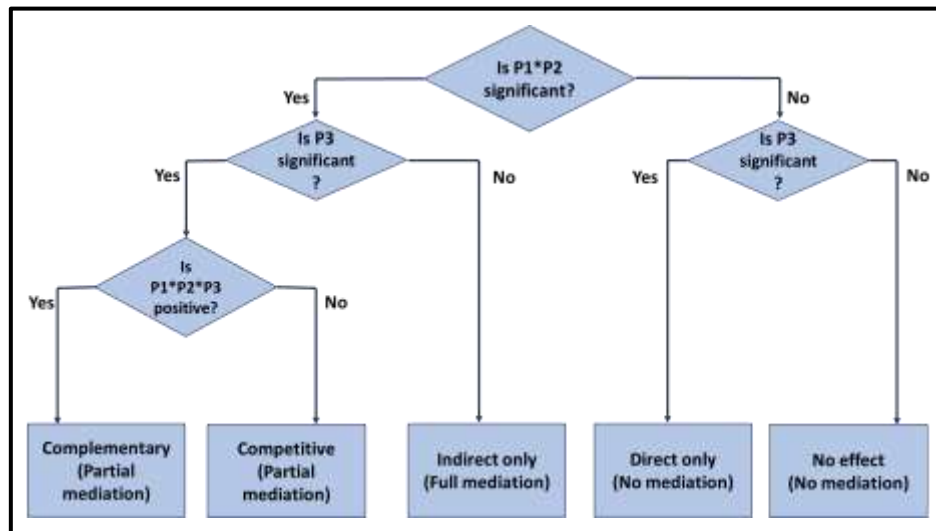 Is P1*P2
significant?
Yes
No
Is P3
significant
?
Is P3
significant
?
Yes
No
Yes
No
Is
P1*P2*P3
positive?
Yes
No
Complementary
(Partial
mediation)
Competitive
(Partial
mediation)
Indirect only
(Full mediation)
Direct only
(No mediation)
No effect
(No mediation)